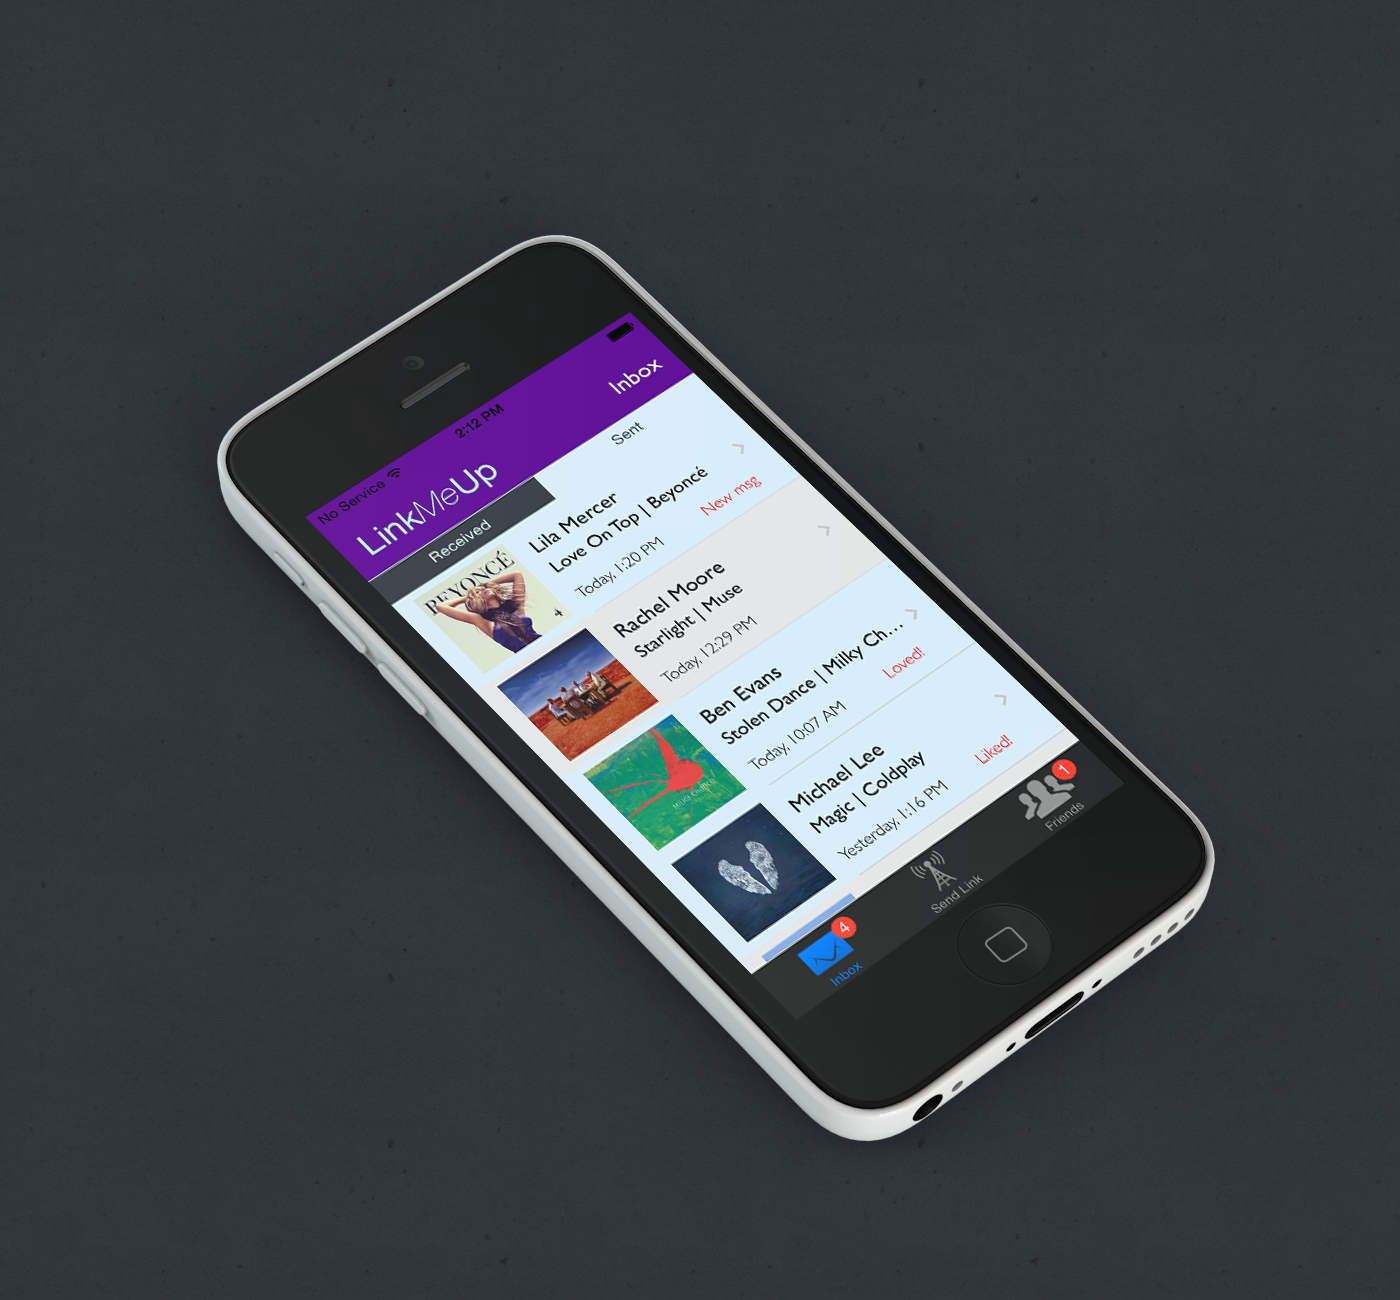 No Service
2:12 PM
LinkMeUp
Inbox
Received
Sent
BEYONCÉ
4
Lila Mercer
Love On Top | Beyoncé
Today, 1:20 PM
New msg
Rachel Moore
Starlight | Muse
Today, 12:29 PM
Ben Evans
Stolen Dance | Milky Ch...
Today, 10:07 AM
Loved!
Michael Lee
Magic | Coldplay
Yesterday, 1:16 PM
Liked!
4
Inbox
Send Link
1
Friends